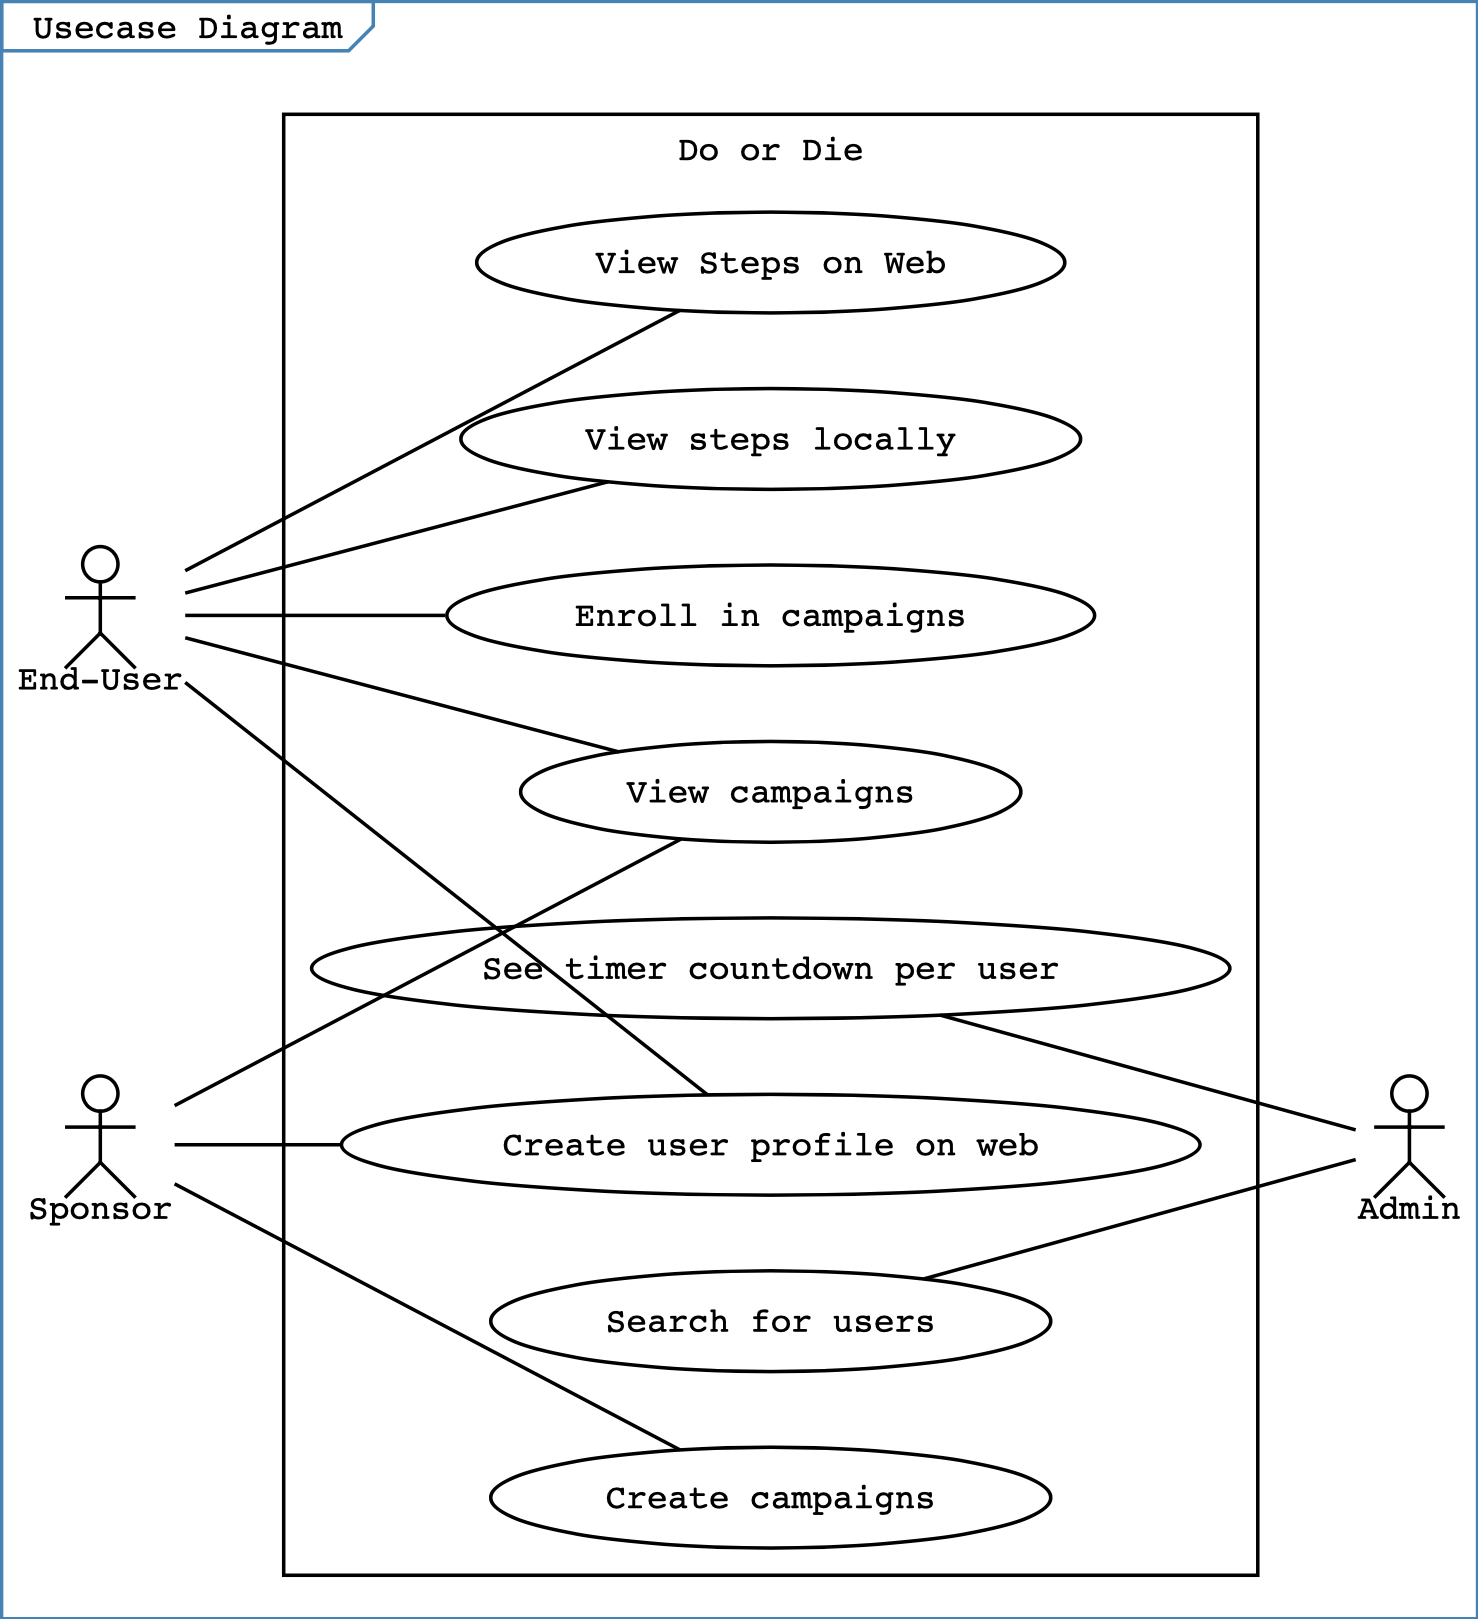 Usecase Diagram
Do or Die
View Steps on Web
View steps locally
Enroll in campaigns
End-User
View campaigns
See timer countdown per user
Create user profile on web
Sponsor
Admin
Search for users
Create campaigns